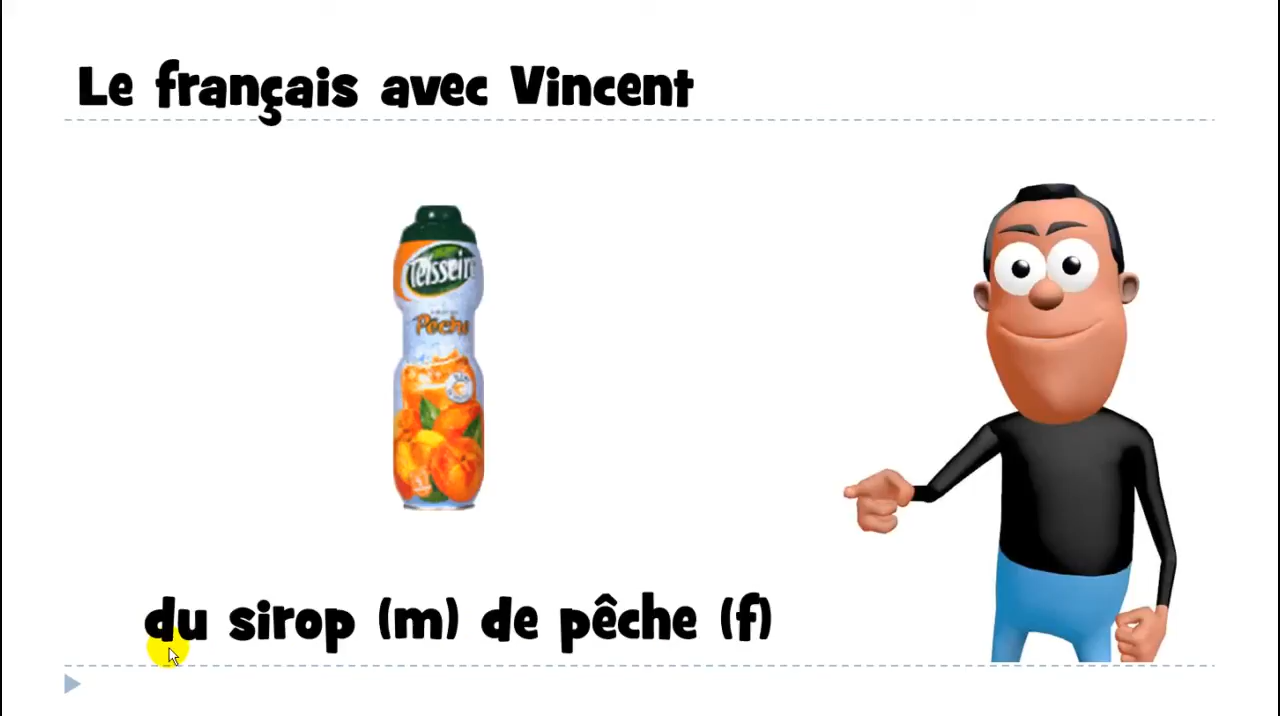 Le français avec Vincent
Teisseire
Pêche
du sirop (m) de pêche (f)